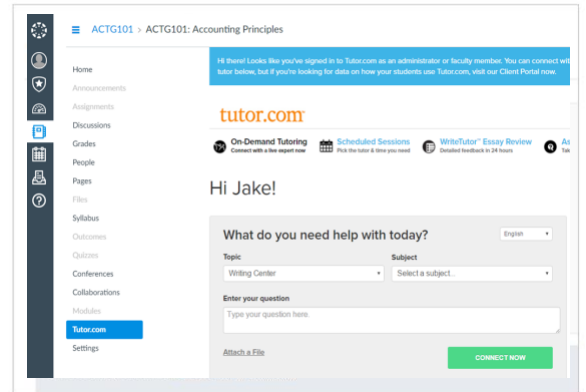 ACTG101 > ACTG101: Accounting Principles
Hi there! Looks like you've signed in to Tutor.com as an administrator or faculty member. You can connect wit
tutor below, but if you're looking for data on how your students use Tutor.com, visit our Client Portal now.
Home
Announcements
Assignments
Discussions
Grades
People
Pages
Files
Syllabus
Outcomes
Quizzes
Conferences
Collaborations
Modules
Tutor.com
Settings
tutor.com
On-Demand Tutoring
Connect with a live expert now
Scheduled Sessions
Pick the tutor & time you need
WriteTutor™ Essay Review
Detailed feedback in 24 hours
As
Tak
Hi Jake!
What do you need help with today?
English
Topic
Subject
Writing Center
Select a subject...
Enter your question
Type your question here.
Attach a File
CONNECT NOW